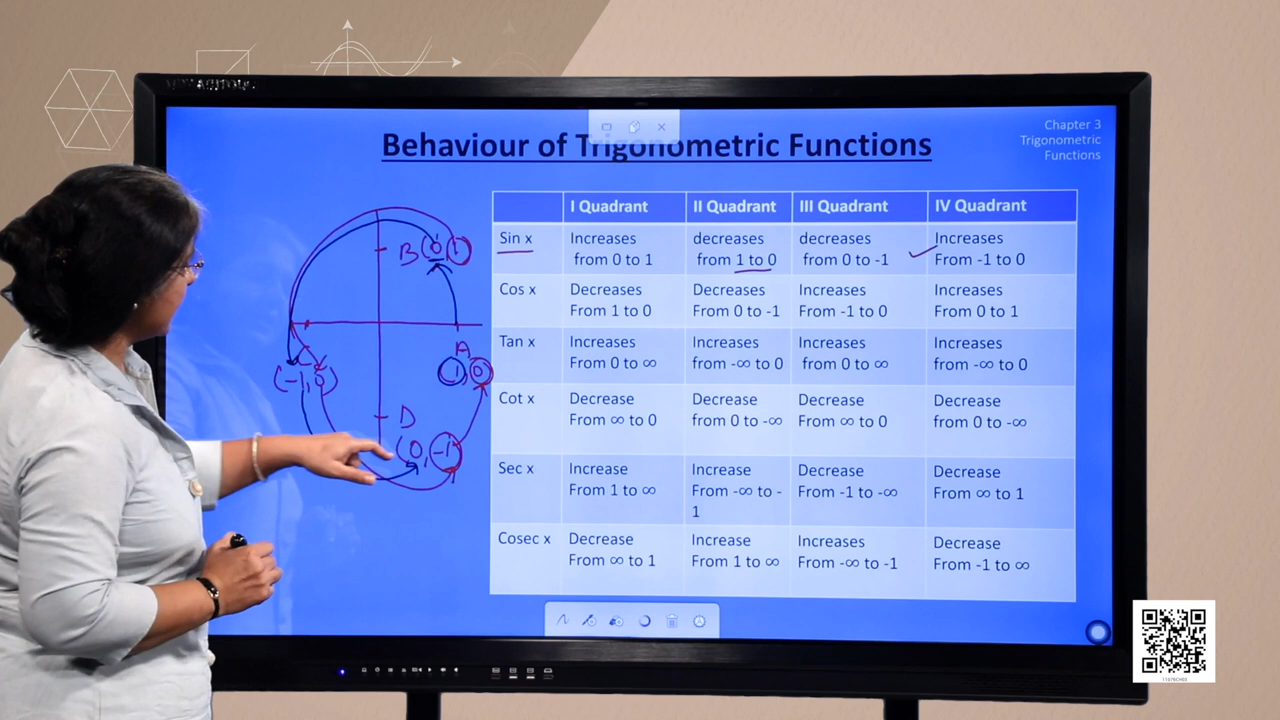 Behaviour of Trigonometric Functions
Chapter 3
Trigonometric
Functions
I Quadrant
II Quadrant
III Quadrant
IV Quadrant
Sin x
Increases
from 0 to 1
decreases
from 1 to 0
decreases
from 0 to -1
Increases
From -1 to 0
Cos x
Decreases
From 1 to 0
Decreases
From 0 to -1
Increases
From -1 to 0
Increases
From 0 to 1
Tan x
Increases
From 0 to ∞
Increases
from -∞ to 0
Increases
from 0 to ∞
Increases
from -∞ to 0
Cot x
Decrease
From ∞ to 0
Decrease
from 0 to -∞
Decrease
From ∞ to 0
Decrease
from 0 to -∞
Sec x
Increase
From 1 to ∞
Increase
From -∞ to -
1
Decrease
From -1 to -∞
Decrease
From ∞ to 1
Cosec x
Decrease
From ∞ to 1
Increase
From 1 to ∞
Increases
From -∞ to -1
Decrease
From -1 to ∞
B (0, 1)
A
(1, 0)
(-1, 0)
D
(0, -1)
11076CH03